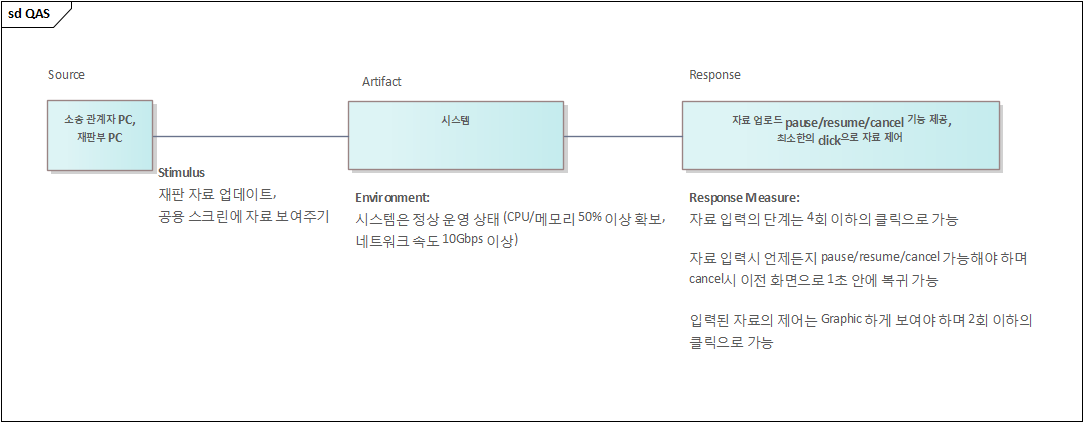 sd QAS
Source
Artifact
Response
소송 관계자 PC,
재판부 PC
시스템
자료 업로드 pause/resume/cancel 기능 제공,
최소한의 click으로 자료 제어
Stimulus
재판 자료 업데이트,
공용 스크린에 자료 보여주기
Environment:
시스템은 정상 운영 상태 (CPU/메모리 50% 이상 확보,
네트워크 속도 10Gbps 이상)
Response Measure:
자료 입력의 단계는 4회 이하의 클릭으로 가능
자료 입력시 언제든지 pause/resume/cancel 가능해야 하며
cancel시 이전 화면으로 1초 안에 복귀 가능
입력된 자료의 제어는 Graphic 하게 보여야 하며 2회 이하의
클릭으로 가능